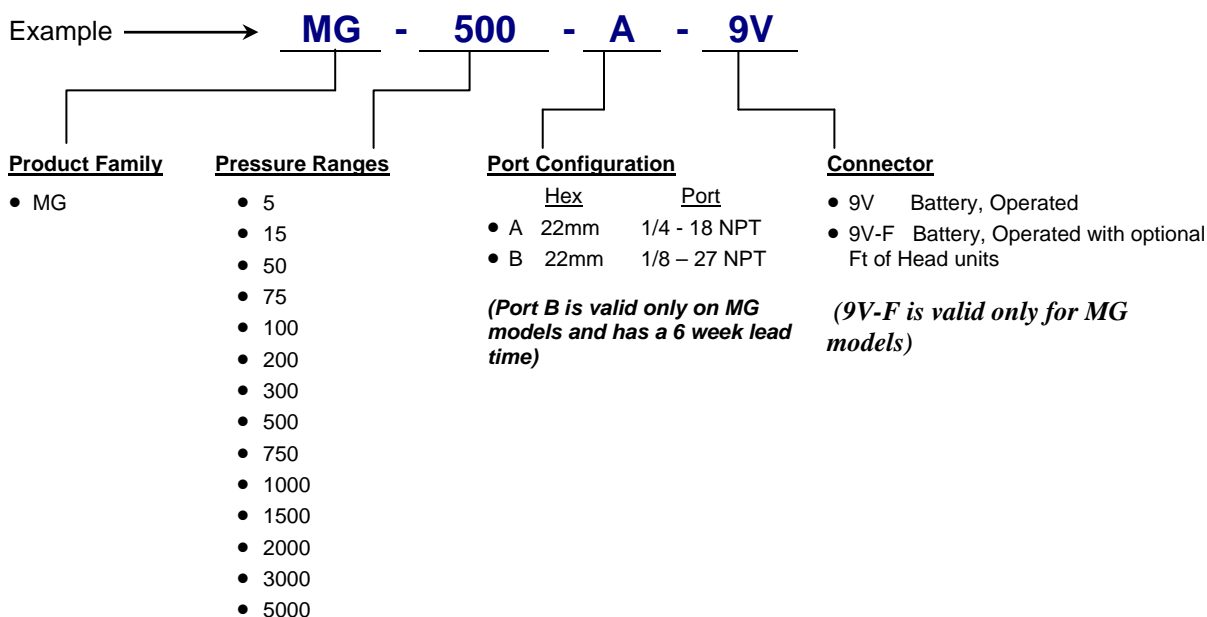 Example MG - 500 - A - 9V
Product Family
• MG
Pressure Ranges
• 5
• 15
• 50
• 75
• 100
• 200
• 300
• 500
• 750
• 1000
• 1500
• 2000
• 3000
• 5000
Port Configuration
Hex Port
• A 22mm 1/4 - 18 NPT
• B 22mm 1/8 – 27 NPT
(Port B is valid only on MG
models and has a 6 week lead
time)
Connector
• 9V Battery, Operated
• 9V-F Battery, Operated with optional
Ft of Head units
(9V-F is valid only for MG
models)